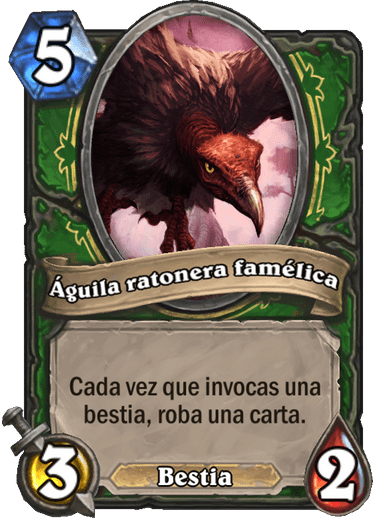 5
Águila ratonera famélica
Cada vez que invocas una
bestia, roba una carta.
3
Bestia
2